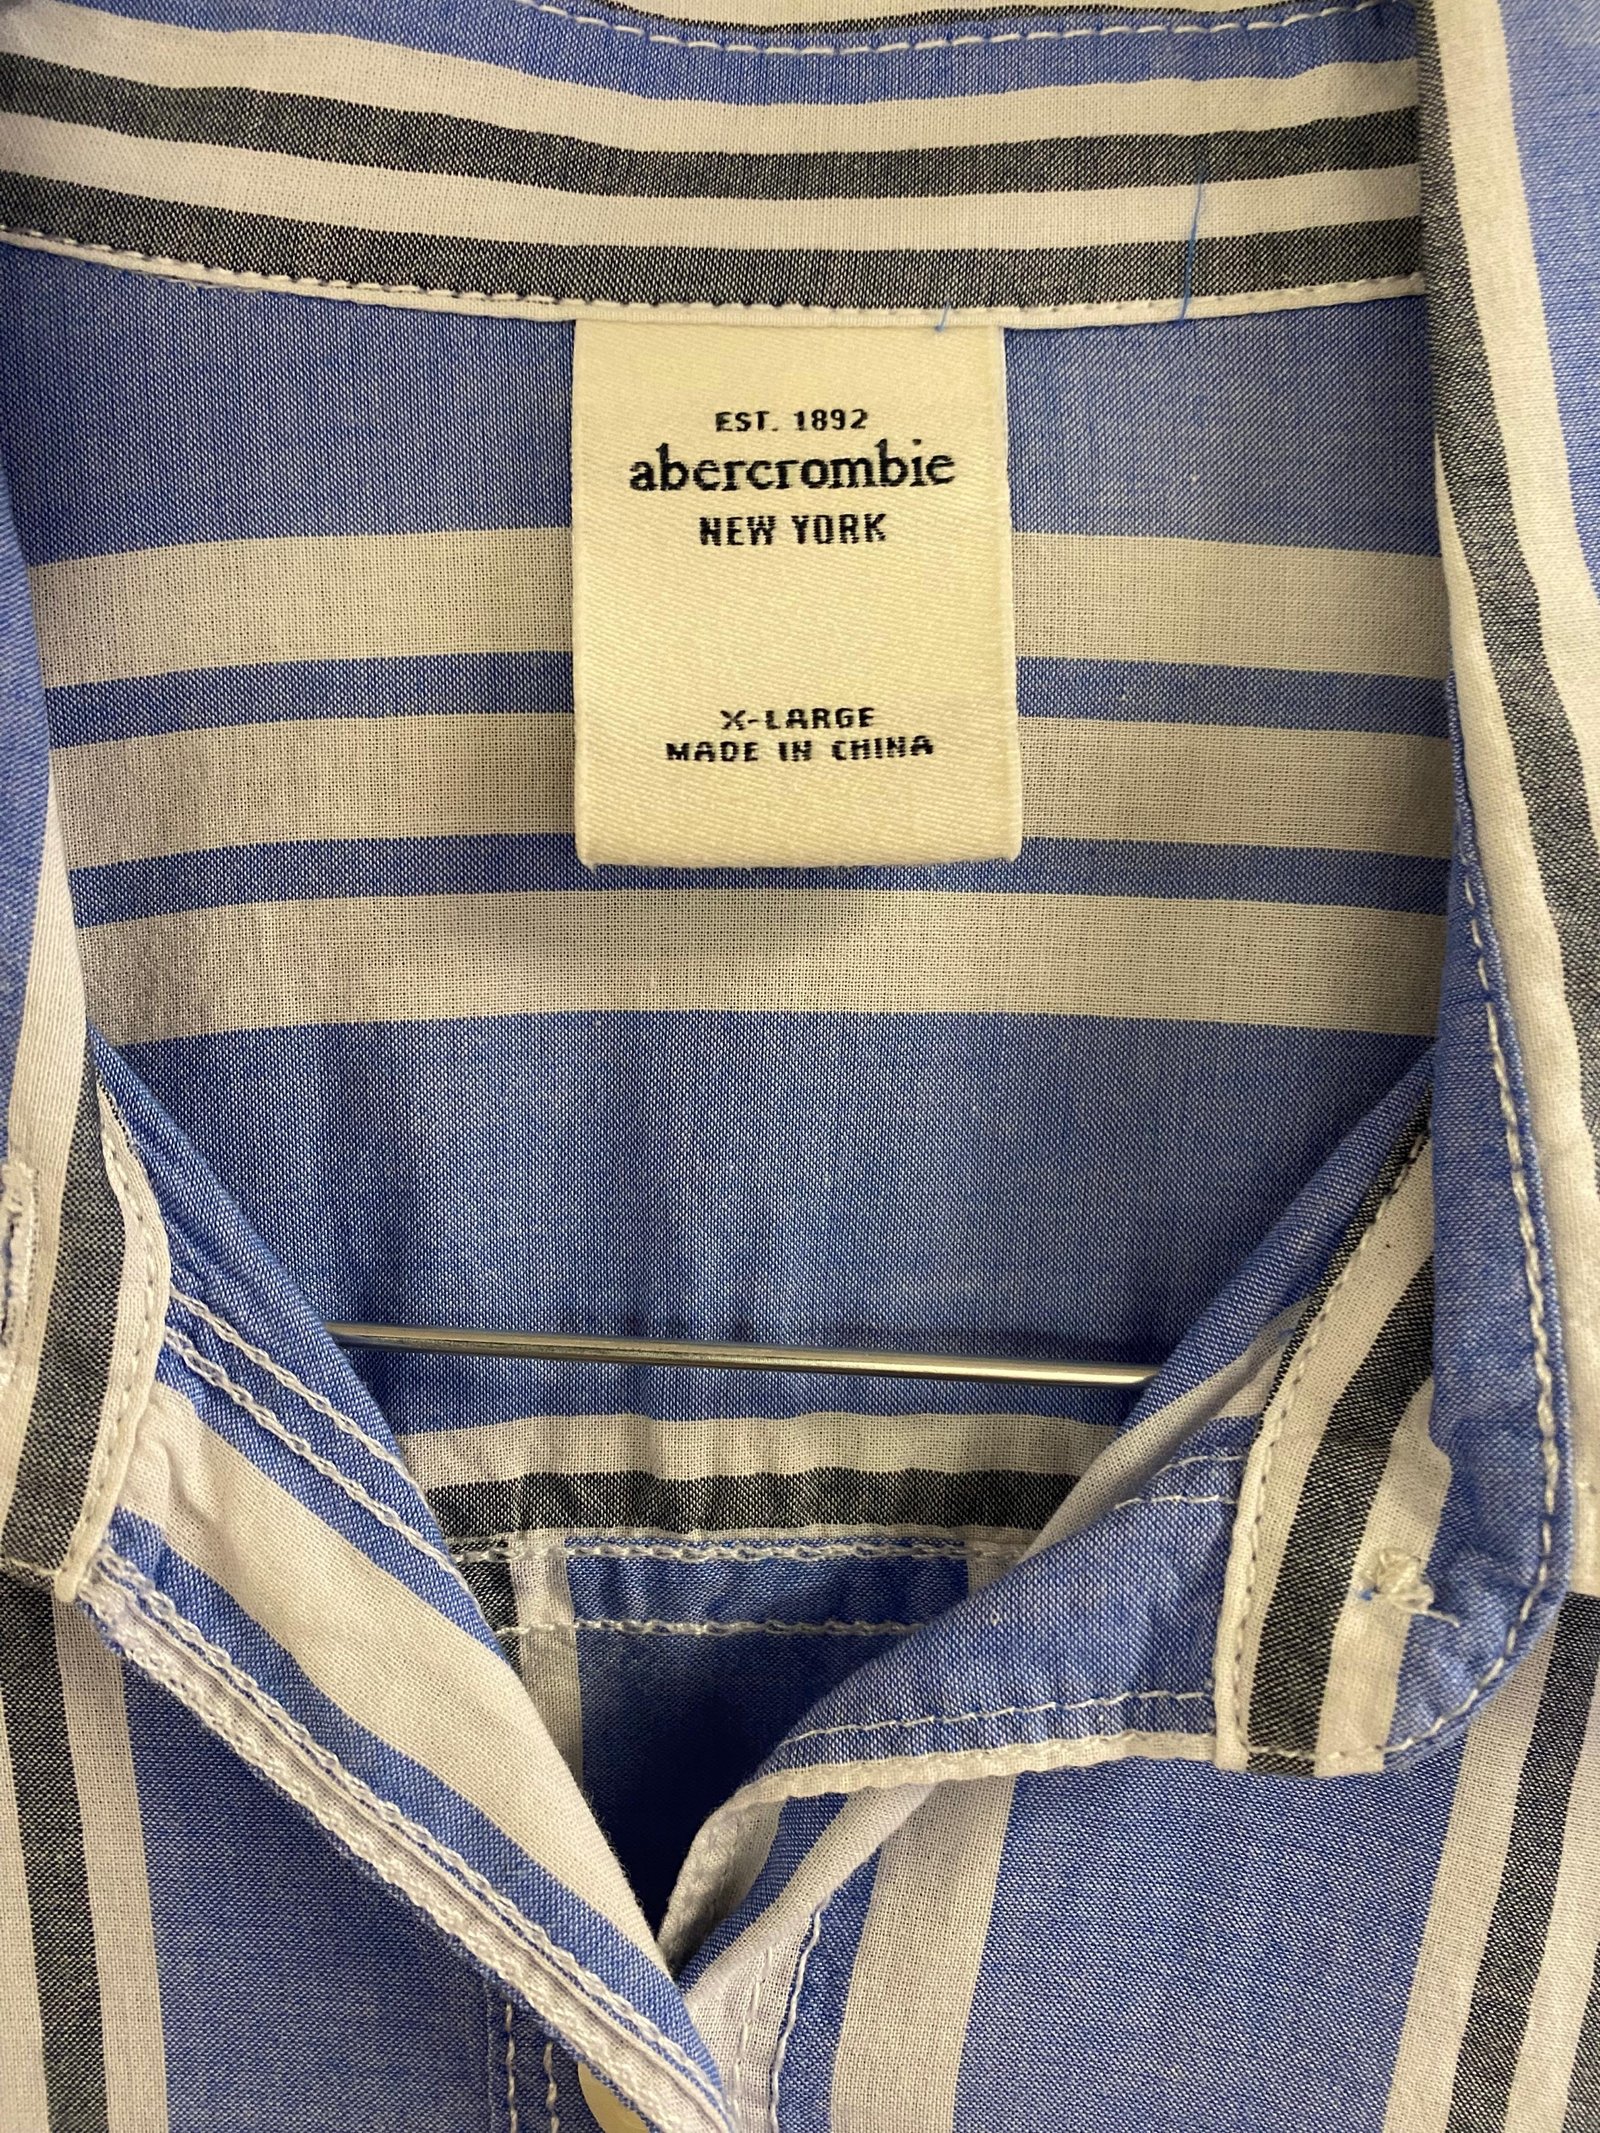 EST. 1892
abercrombie
NEW YORK
X-LARGE
MADE IN CHINA